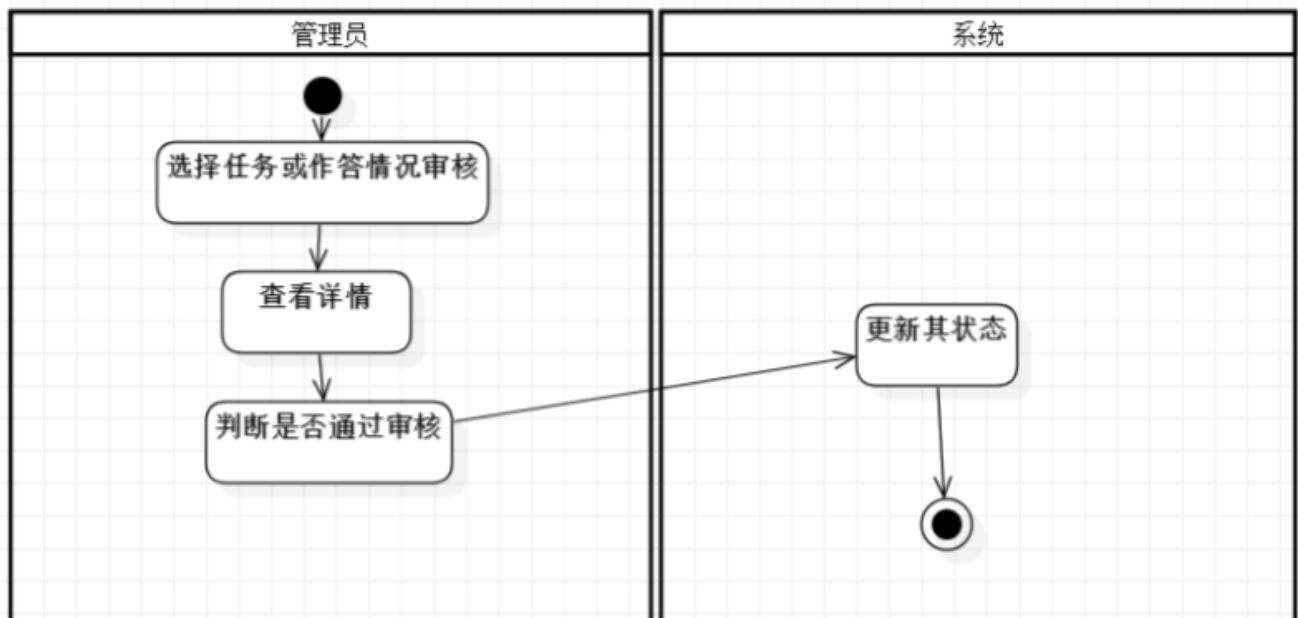 管理员
系统
选择任务或作答情况审核
查看详情
更新其状态
判断是否通过审核